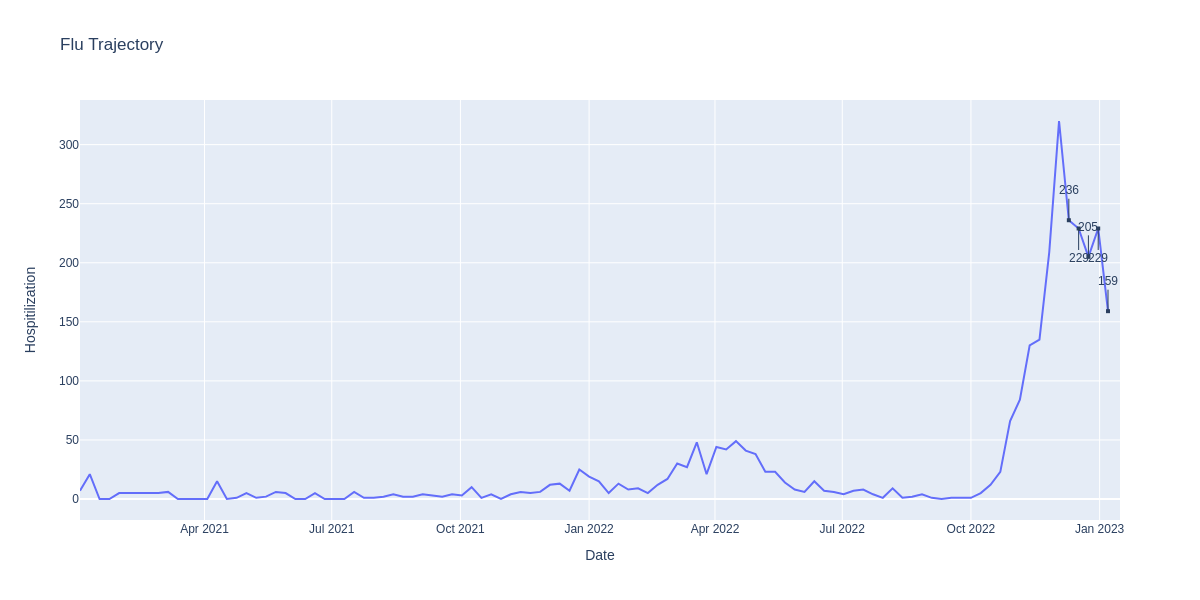 Flu Trajectory
300
250
200
150
100
50
0
Hospitilization
236
205
229
229
159
Apr 2021
Jul 2021
Oct 2021
Jan 2022
Apr 2022
Jul 2022
Oct 2022
Jan 2023
Date